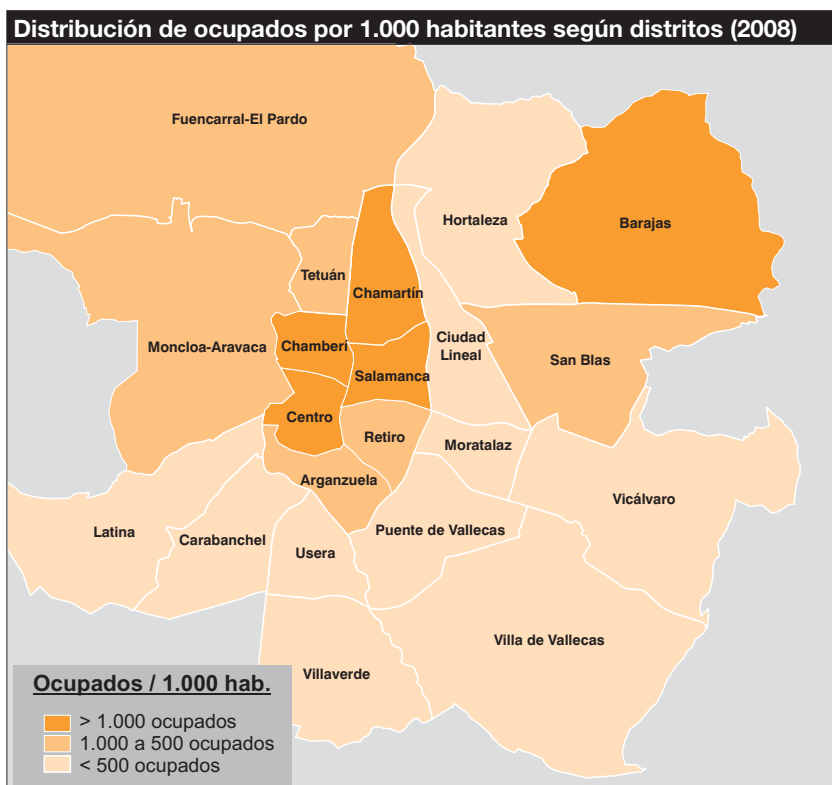 Distribución de ocupados por 1.000 habitantes según distritos (2008)
Fuencarral-El Pardo
Hortaleza
Barajas
Tetuán
Chamartín
Moncloa-Aravaca
Chamberí
Ciudad
Lineal
San Blas
Salamanca
Centro
Retiro
Moratalaz
Arganzuela
Vicálvaro
Latina
Carabanchel
Usera
Puente de Vallecas
Villa de Vallecas
Villaverde
Ocupados / 1.000 hab.
> 1.000 ocupados
1.000 a 500 ocupados
< 500 ocupados